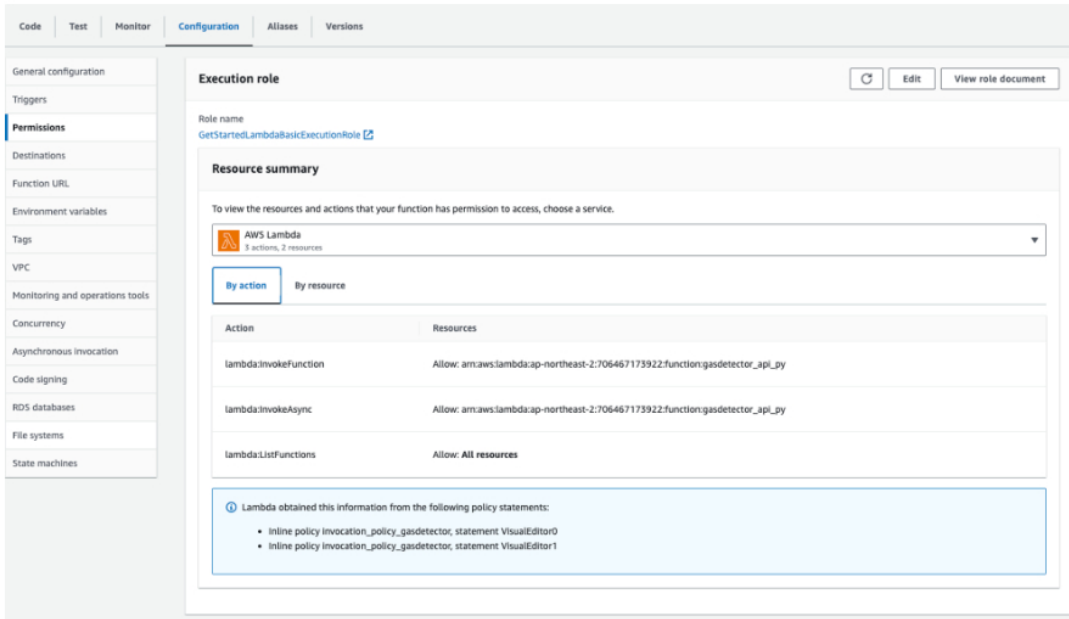 Code Test Monitor Configuration Aliases Versions
General configuration
Triggers
Permissions
Destinations
Function URL
Environment variables
Tags
VPC
Monitoring and operations tools
Concurrency
Asynchronous invocation
Code signing
RDS databases
File systems
State machines
Execution role
Edit
View role document
Role name
GetStartedLambdaBasicExecutionRole
Resource summary
To view the resources and actions that your function has permission to access, choose a service.
AWS Lambda
3 actions, 2 resources
By action By resource
Action Resources
lambda:InvokeFunction Allow: arn:aws:lambda:ap-northeast-2:706467173922:function:gasdetector_api_py
lambda:InvokeAsync Allow: arn:aws:lambda:ap-northeast-2:706467173922:function:gasdetector_api_py
lambda:ListFunctions Allow: All resources
Lambda obtained this information from the following policy statements:
• Inline policy invocation_policy_gasdetector, statement VisualEditor0
• Inline policy invocation_policy_gasdetector, statement VisualEditor1